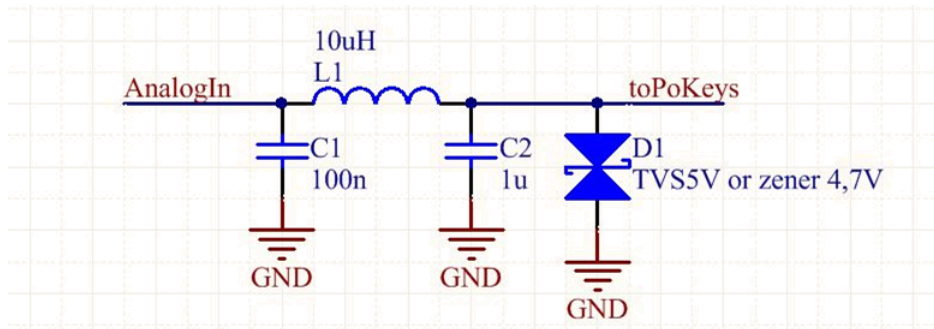 10uH
L1
AnalogIn
toPoKeys
C1
100n
C2
1u
D1
TVS5V or zener 4,7V
GND
GND
GND